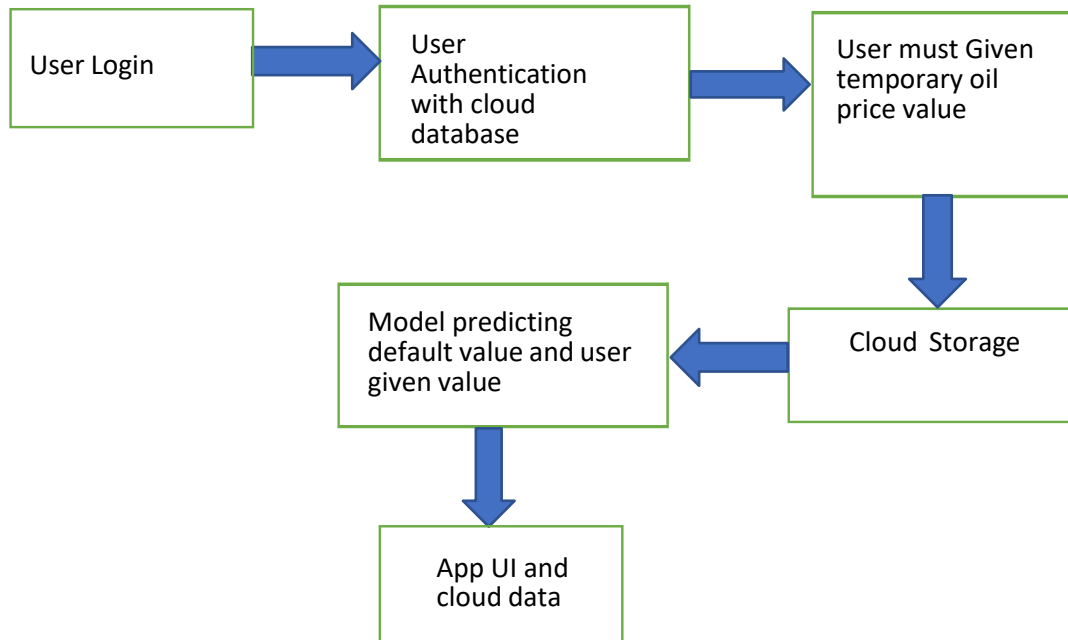 User Login
User
Authentication
with cloud
database
User must Given
temporary oil
price value
Cloud Storage
Model predicting
default value and user
given value
App UI and
cloud data